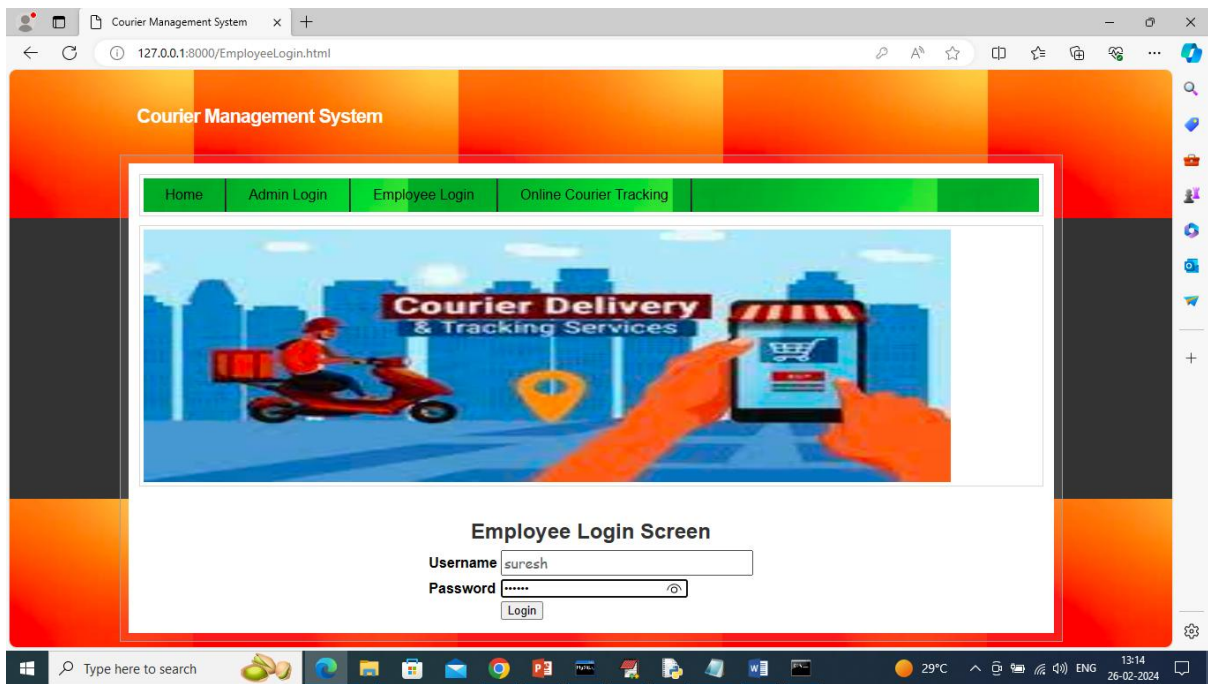 Courier Management System
127.0.0.1:8000/EmployeeLogin.html
Courier Management System
Home Admin Login Employee Login Online Courier Tracking
Courier Delivery
& Tracking Services
Employee Login Screen
Username suresh
Password ••••••
Login
Type here to search
29°C ENG 13:14
26-02-2024